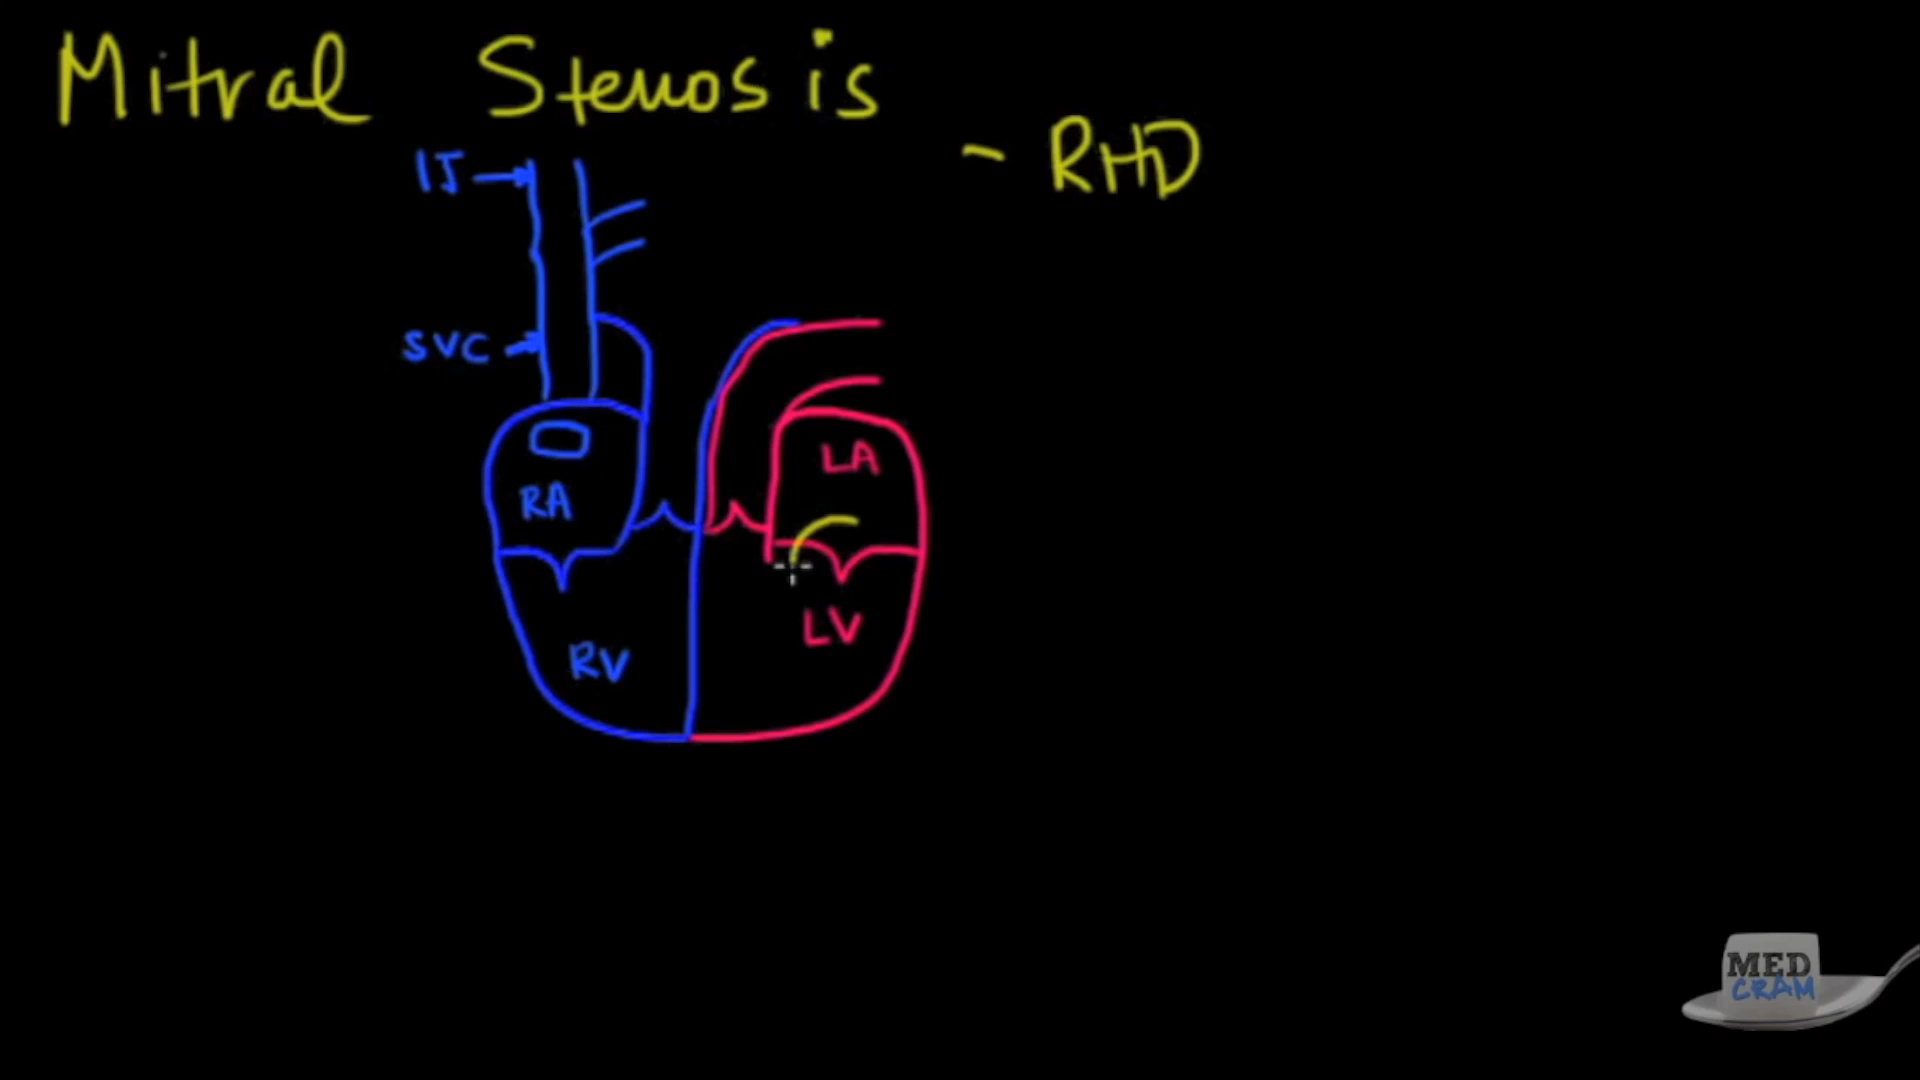 Mitral Stenosis
- RHD
IJ
SVC
LA
RA
LV
RV
MED
CRAM